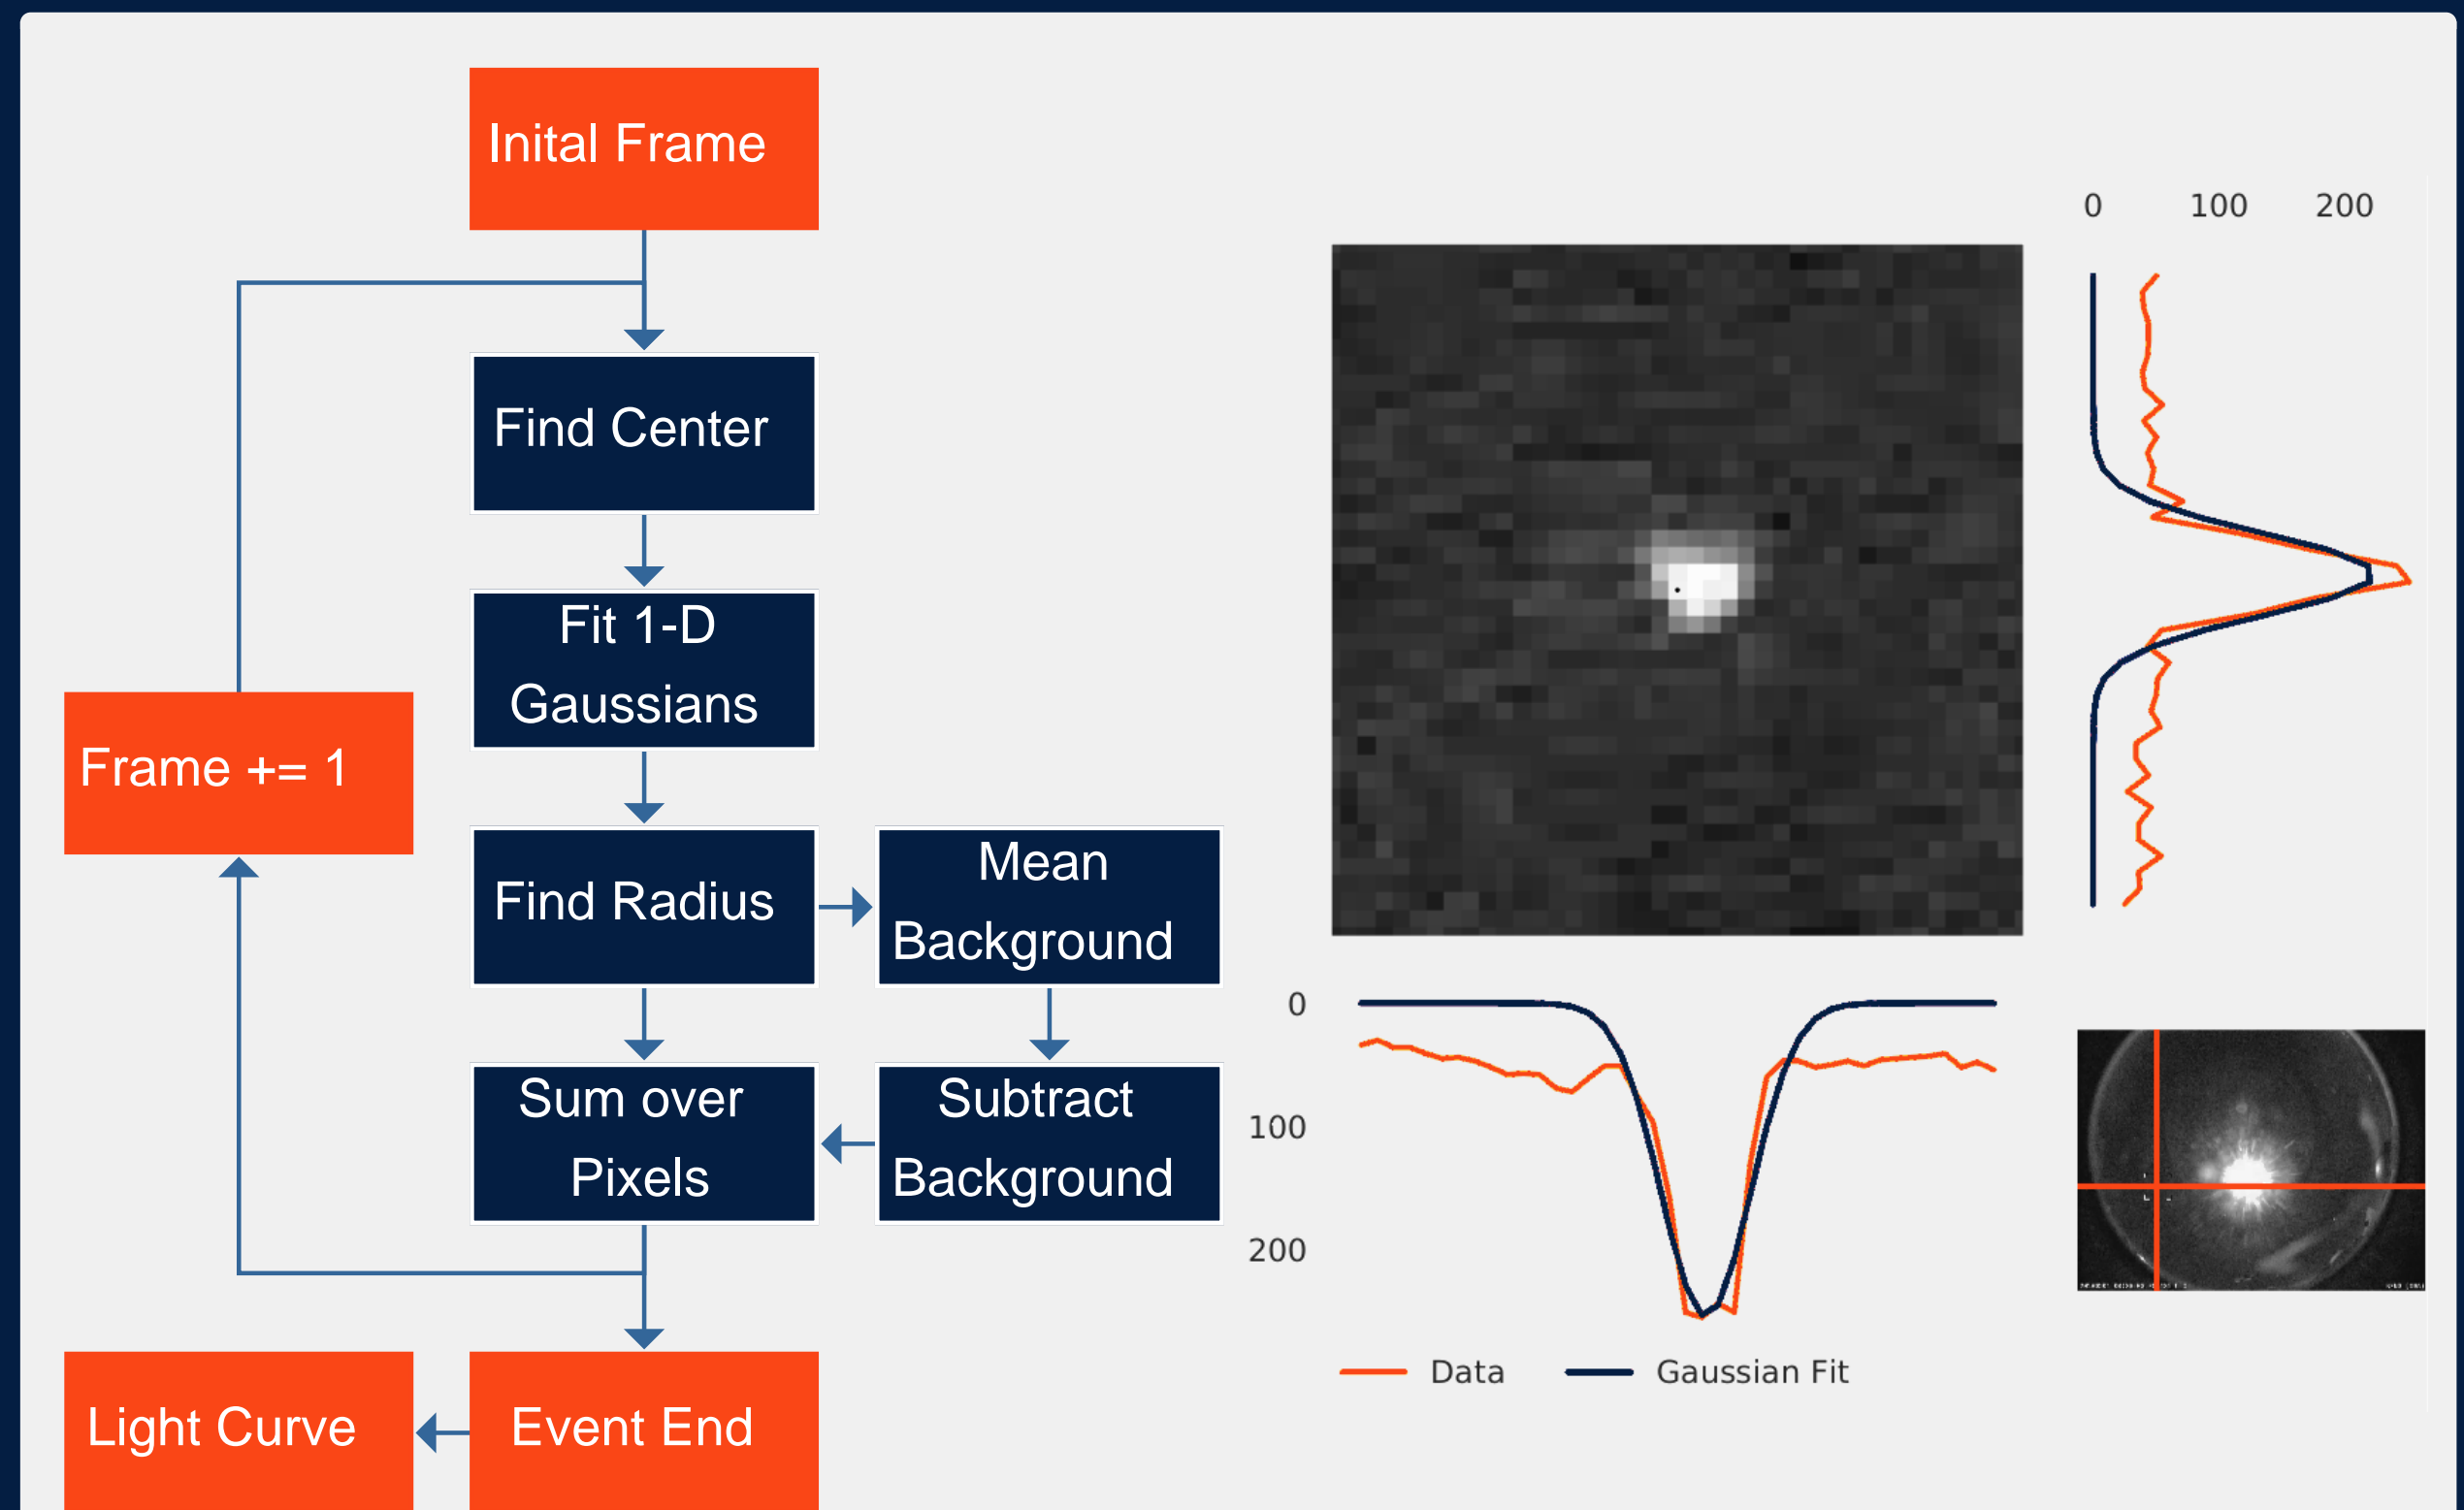 Inital Frame
Find Center
Fit 1-D
Gaussians
Frame += 1
Find Radius
Mean
Background
Sum over
Pixels
Subtract
Background
Light Curve
Event End
0 100 200
0
100
200
Data
Gaussian Fit